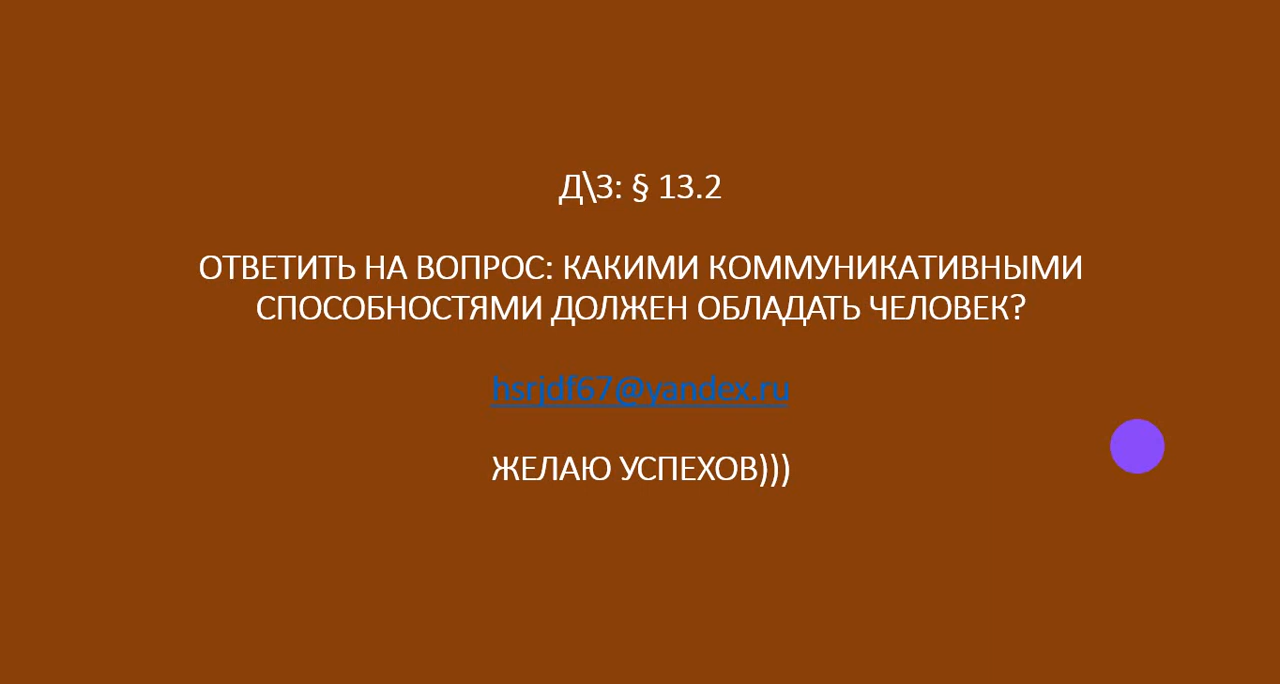 Д\З: § 13.2
ОТВЕТИТЬ НА ВОПРОС: КАКИМИ КОММУНИКАТИВНЫМИ
СПОСОБНОСТЯМИ ДОЛЖЕН ОБЛАДАТЬ ЧЕЛОВЕК?
hsrjdf67@yandex.ru
ЖЕЛАЮ УСПЕХОВ)))